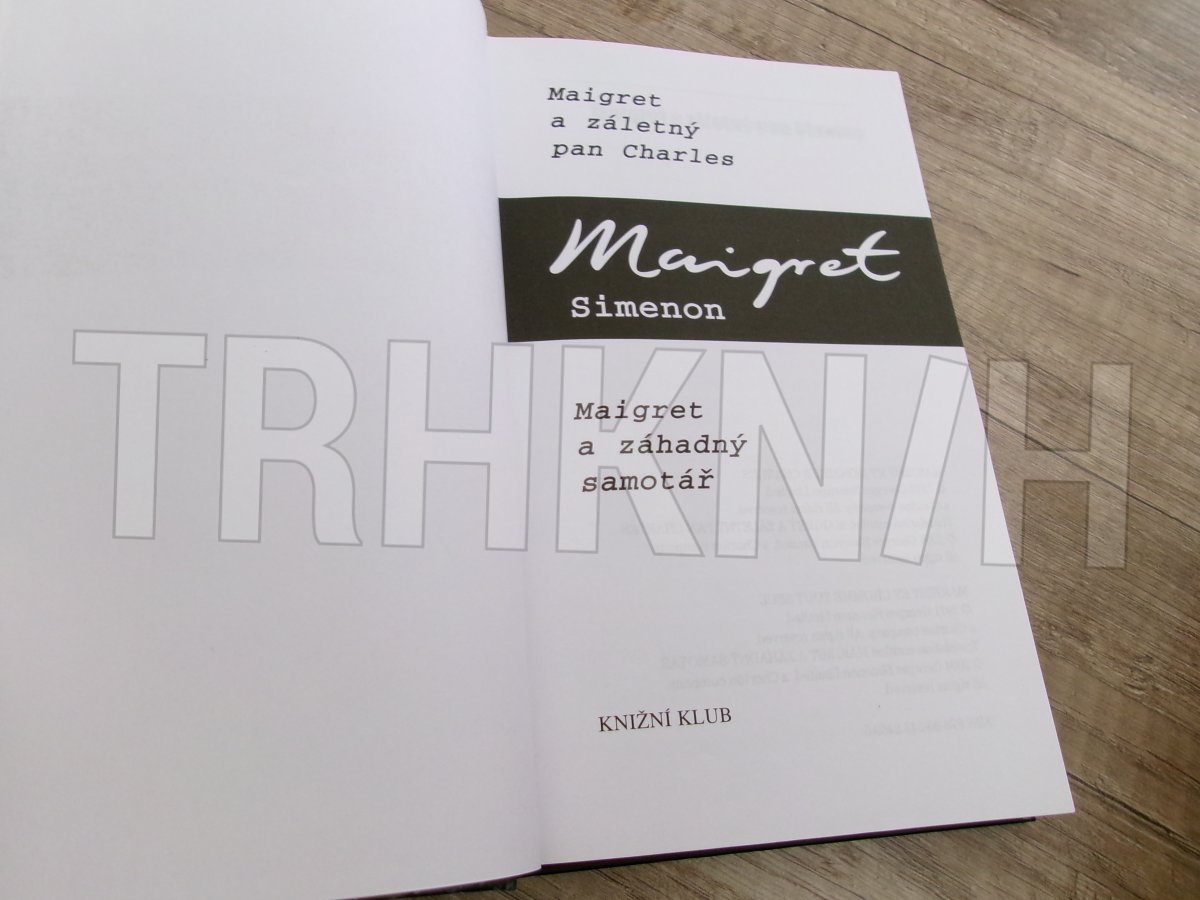 Maigret
a záletný
pan Charles
Maigret
Simenon
Maigret
a záhadný
samotář
KNIŽNÍ KLUB
TRHKNIH